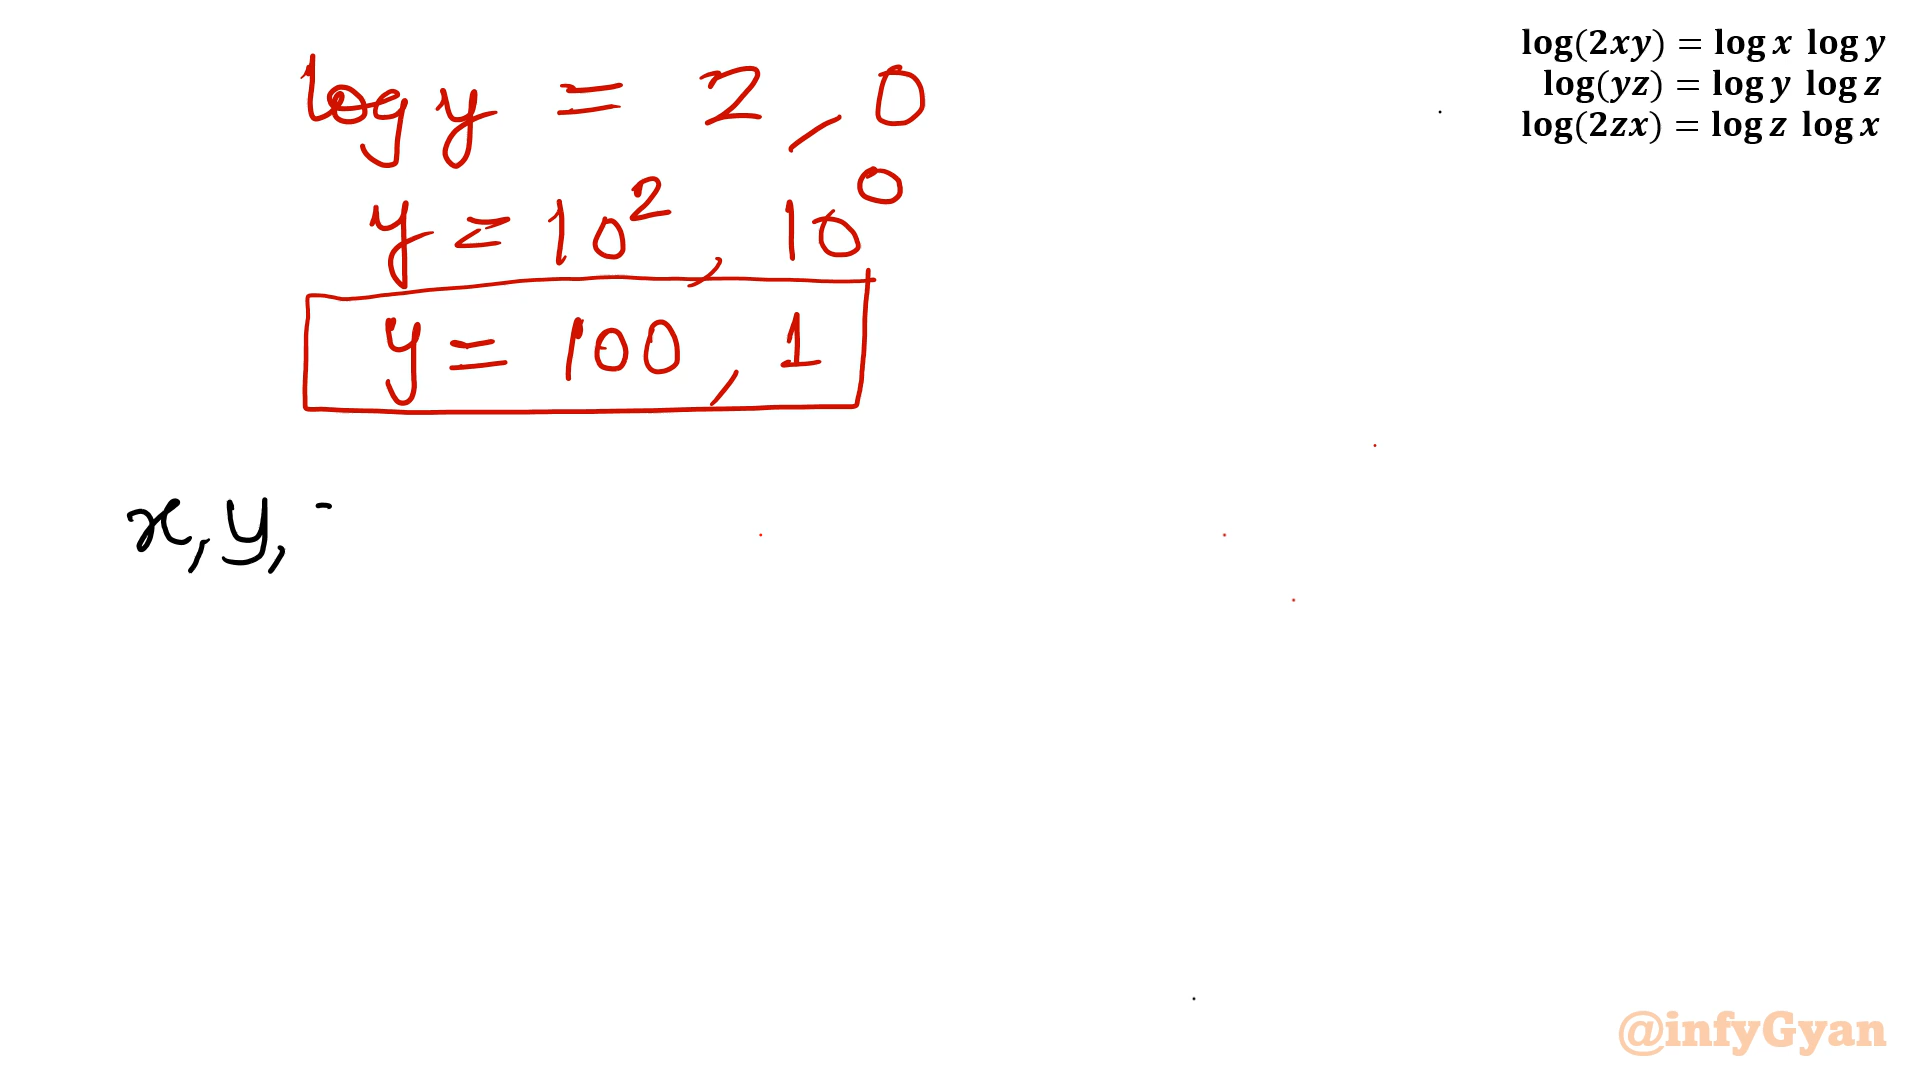 log y = 2, 0
y = 10², 10⁰
y = 100, 1
x, y,
log(2xy) = log x log y
log(yz) = log y log z
log(2zx) = log z log x
@infyGyan